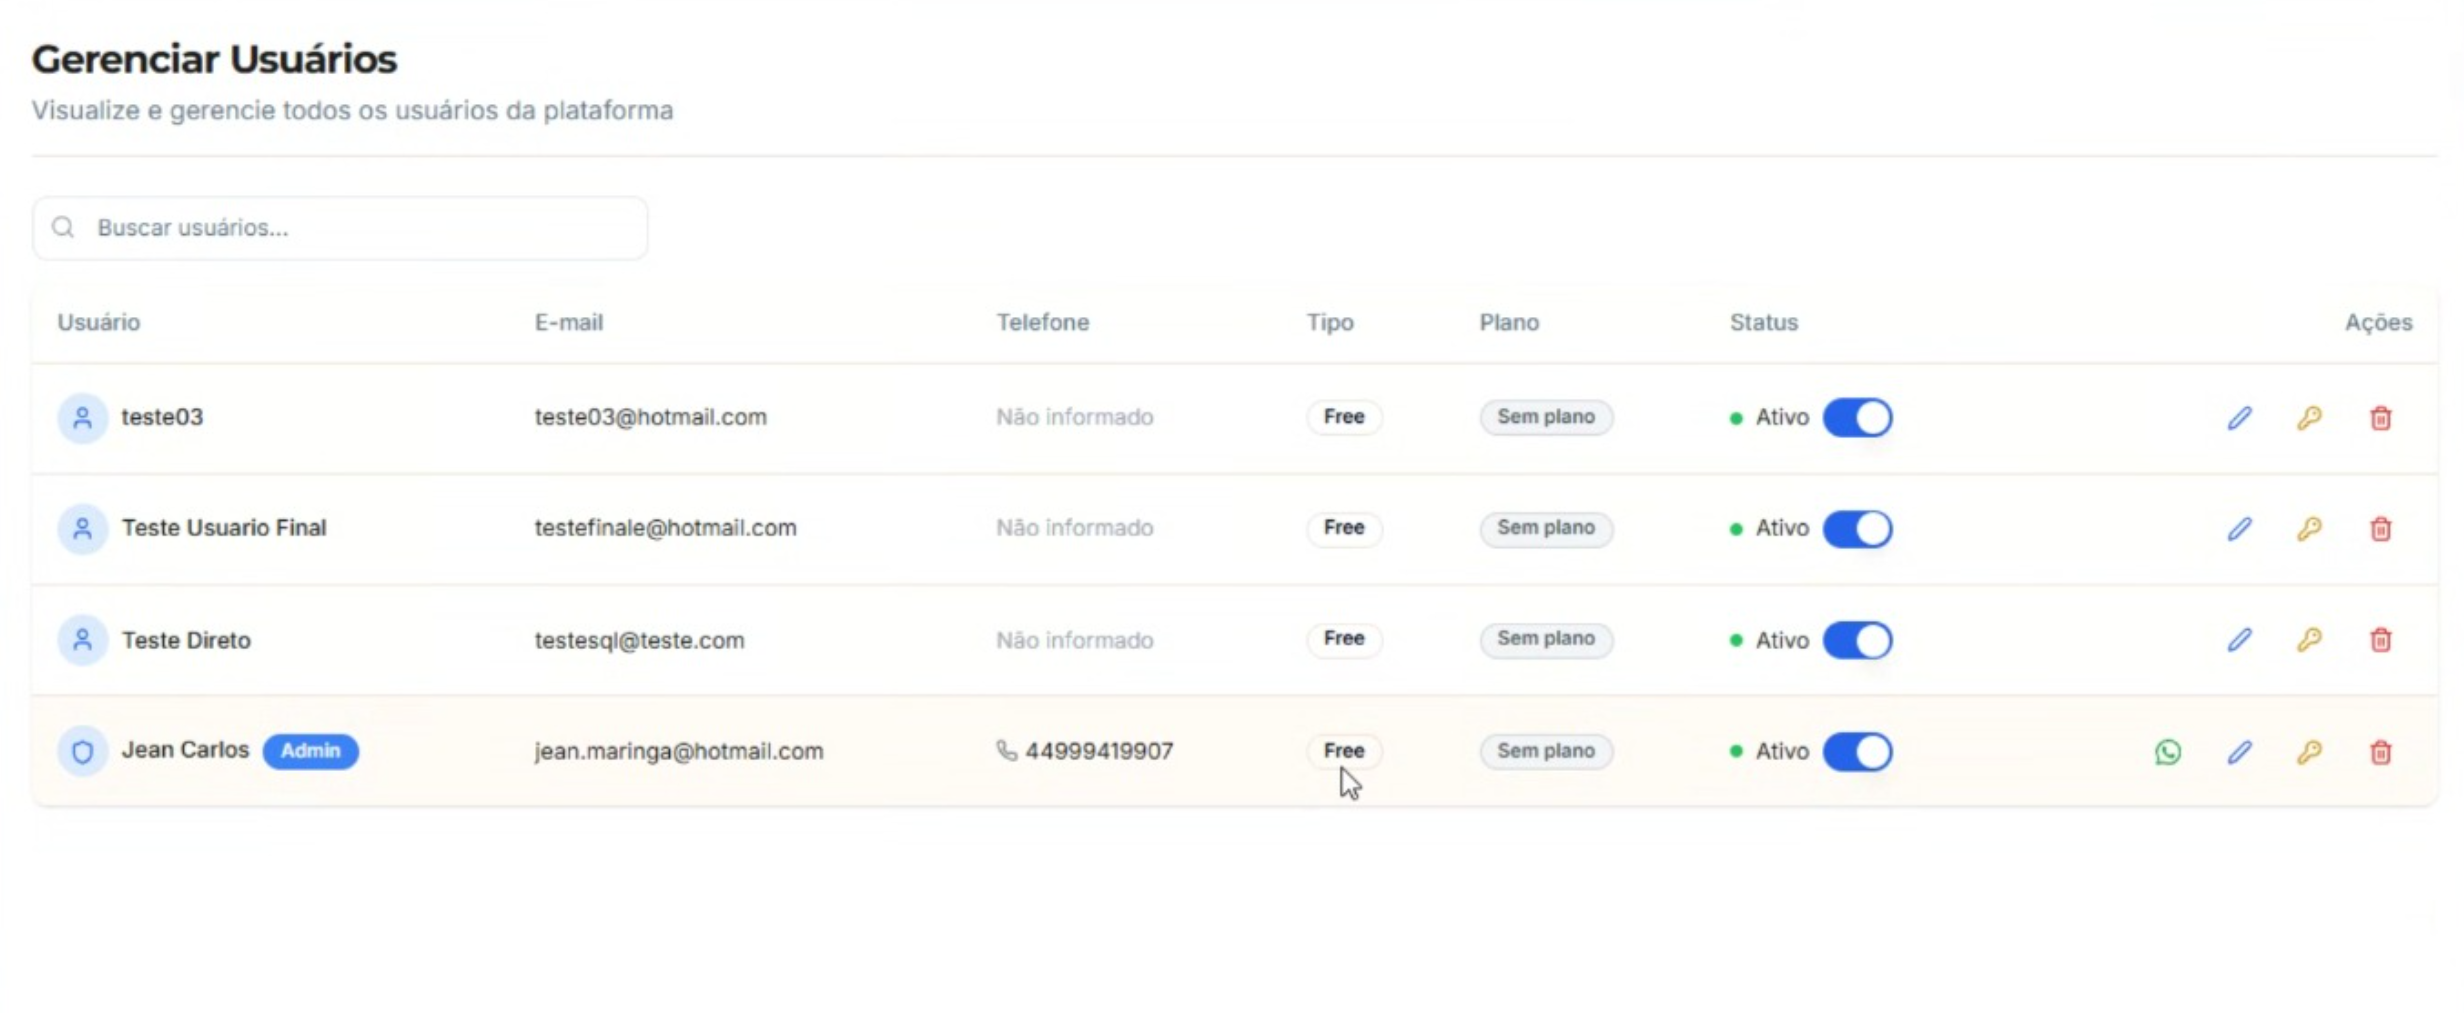 Gerenciar Usuários
Visualize e gerencie todos os usuários da plataforma
Buscar usuários...
Usuário E-mail Telefone Tipo Plano Status Ações
teste03 teste03@hotmail.com Não informado Free Sem plano Ativo
Teste Usuario Final testefinale@hotmail.com Não informado Free Sem plano Ativo
Teste Direto testesql@teste.com Não informado Free Sem plano Ativo
Jean Carlos Admin jean.maringa@hotmail.com 44999419907 Free Sem plano Ativo